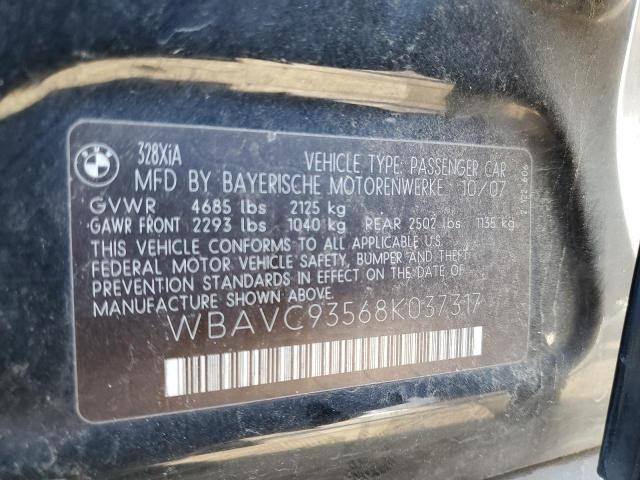 BMW
328XiA VEHICLE TYPE: PASSENGER CAR
MFD BY BAYERISCHE MOTORENWERKE 10/07
GVWR 4685 lbs 2125 kg
GAWR FRONT 2293 lbs 1040 kg REAR 2502 lbs 1135 kg
THIS VEHICLE CONFORMS TO ALL APPLICABLE U.S.
FEDERAL MOTOR VEHICLE SAFETY, BUMPER AND THEFT
PREVENTION STANDARDS IN EFFECT ON THE DATE OF
MANUFACTURE SHOWN ABOVE.
WBAVC93568K037317